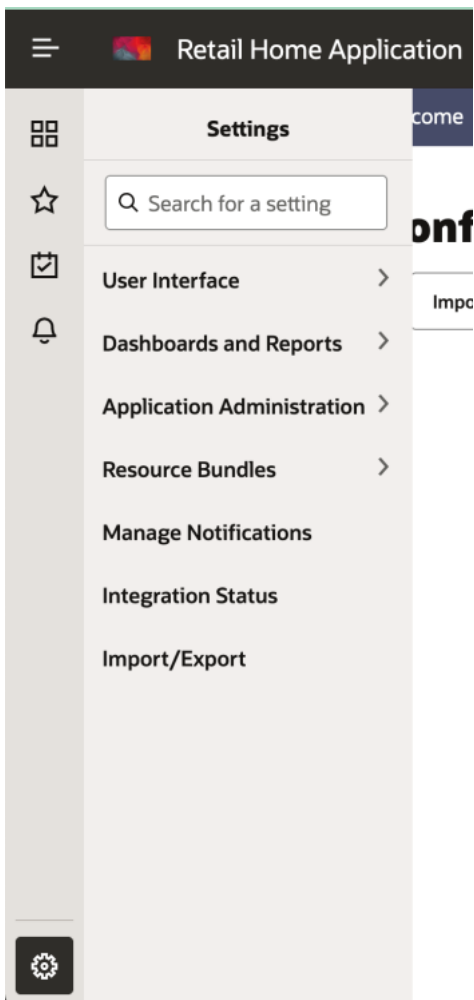 Retail Home Application
Settings
come
Search for a setting
onf
Impo
User Interface
Dashboards and Reports
Application Administration
Resource Bundles
Manage Notifications
Integration Status
Import/Export